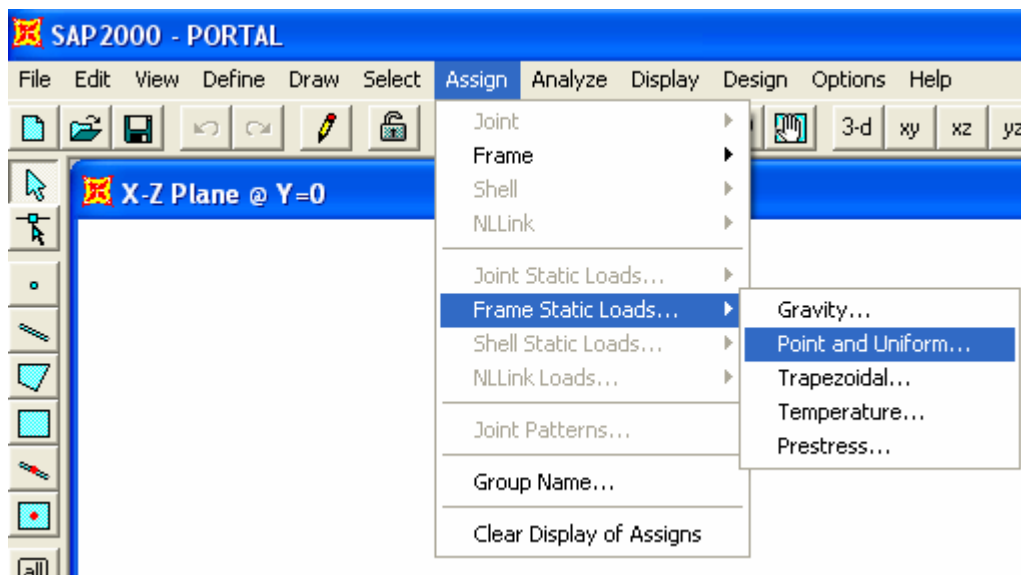 SAP2000 - PORTAL
File Edit View Define Draw Select Assign Analyze Display Design Options Help
3-d xy xz yz
X-Z Plane @ Y=0
Joint
Frame
Shell
NLLink
Joint Static Loads...
Frame Static Loads...
Shell Static Loads...
NLLink Loads...
Joint Patterns...
Group Name...
Clear Display of Assigns
Gravity...
Point and Uniform...
Trapezoidal...
Temperature...
Prestress...
all